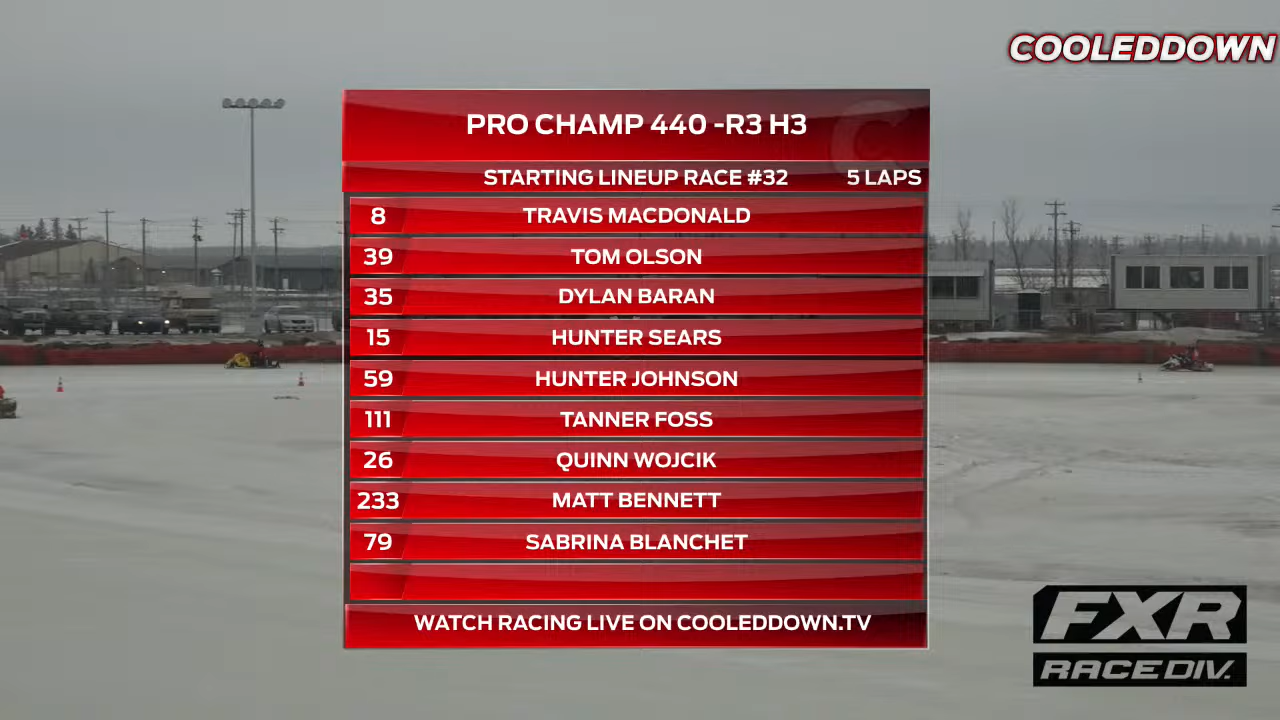 COOLEDDOWN
PRO CHAMP 440 -R3 H3
STARTING LINEUP RACE #32 5 LAPS
8 TRAVIS MACDONALD
39 TOM OLSON
35 DYLAN BARAN
15 HUNTER SEARS
59 HUNTER JOHNSON
111 TANNER FOSS
26 QUINN WOJCIK
233 MATT BENNETT
79 SABRINA BLANCHET
WATCH RACING LIVE ON COOLEDDOWN.TV
FXR
RACE DIV.